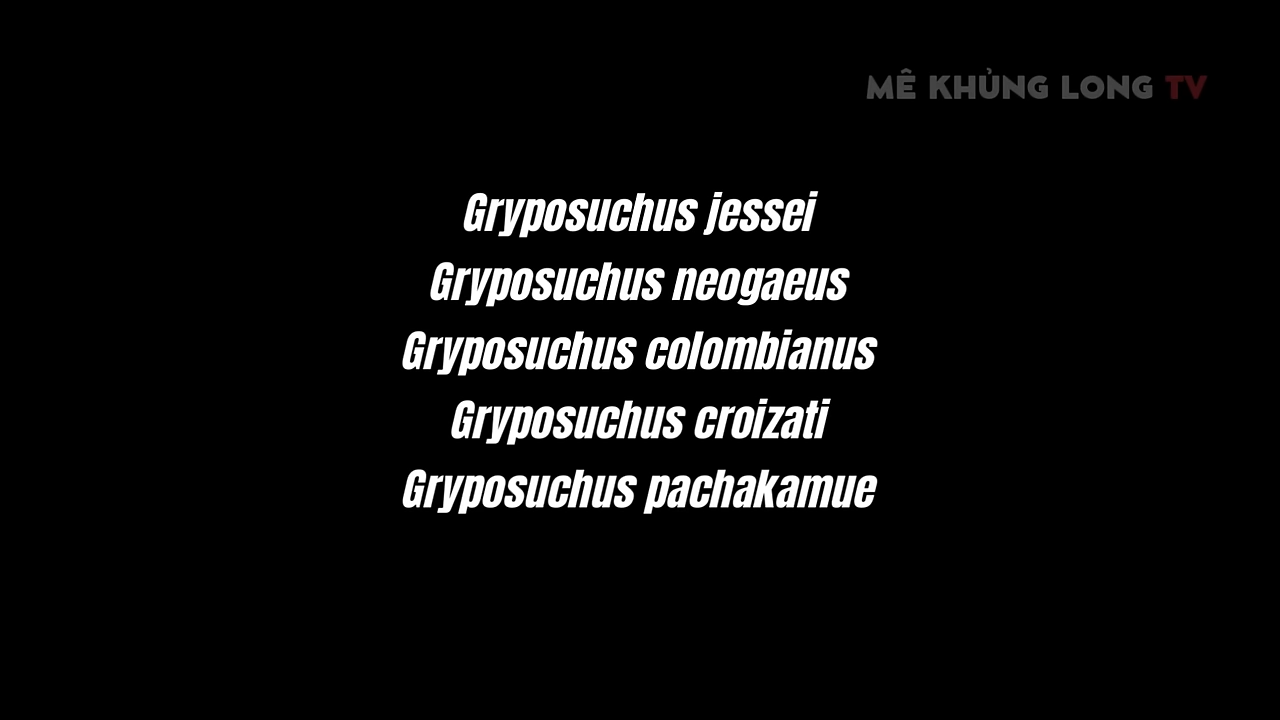 MÊ KHỦNG LONG TV
Gryposuchus jessei
Gryposuchus neogaeus
Gryposuchus colombianus
Gryposuchus croizati
Gryposuchus pachakamue